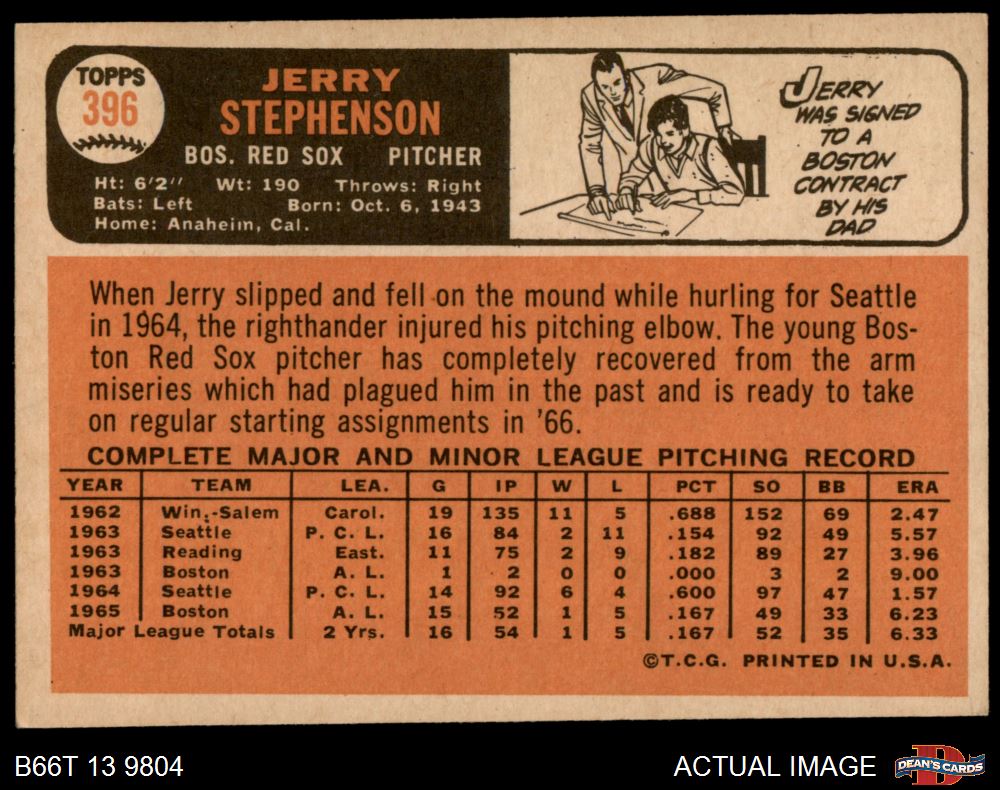 TOPPS
396
JERRY
STEPHENSON
BOS. RED SOX PITCHER
Ht: 6'2" Wt: 190 Throws: Right
Bats: Left Born: Oct. 6, 1943
Home: Anaheim, Cal.
JERRY
WAS SIGNED
TO A
BOSTON
CONTRACT
BY HIS
DAD
When Jerry slipped and fell on the mound while hurling for Seattle
in 1964, the righthander injured his pitching elbow. The young Bos-
ton Red Sox pitcher has completely recovered from the arm
miseries which had plagued him in the past and is ready to take
on regular starting assignments in '66.
COMPLETE MAJOR AND MINOR LEAGUE PITCHING RECORD
YEAR TEAM LEA. G IP W L PCT SO BB ERA
1962 Win.-Salem Carol. 19 135 11 5 .688 152 69 2.47
1963 Seattle P. C. L. 16 84 2 11 .154 92 49 5.57
1963 Reading East. 11 75 2 9 .182 89 27 3.96
1963 Boston A. L. 1 2 0 0 .000 3 2 9.00
1964 Seattle P. C. L. 14 92 6 4 .600 97 47 1.57
1965 Boston A. L. 15 52 1 5 .167 49 33 6.23
Major League Totals 2 Yrs. 16 54 1 5 .167 52 35 6.33
©T.C.G. PRINTED IN U.S.A.
B66T 13 9804
ACTUAL IMAGE
D
DEAN'S CARDS